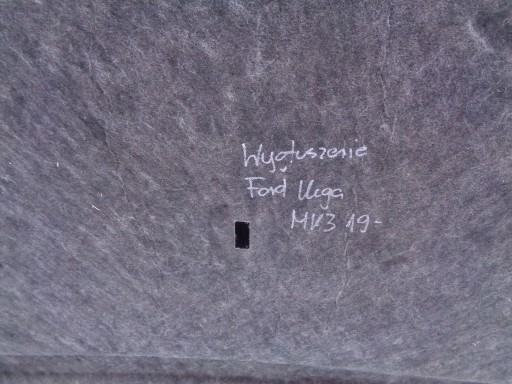 Wygłuszenie
Ford Kuga
MK3 19-